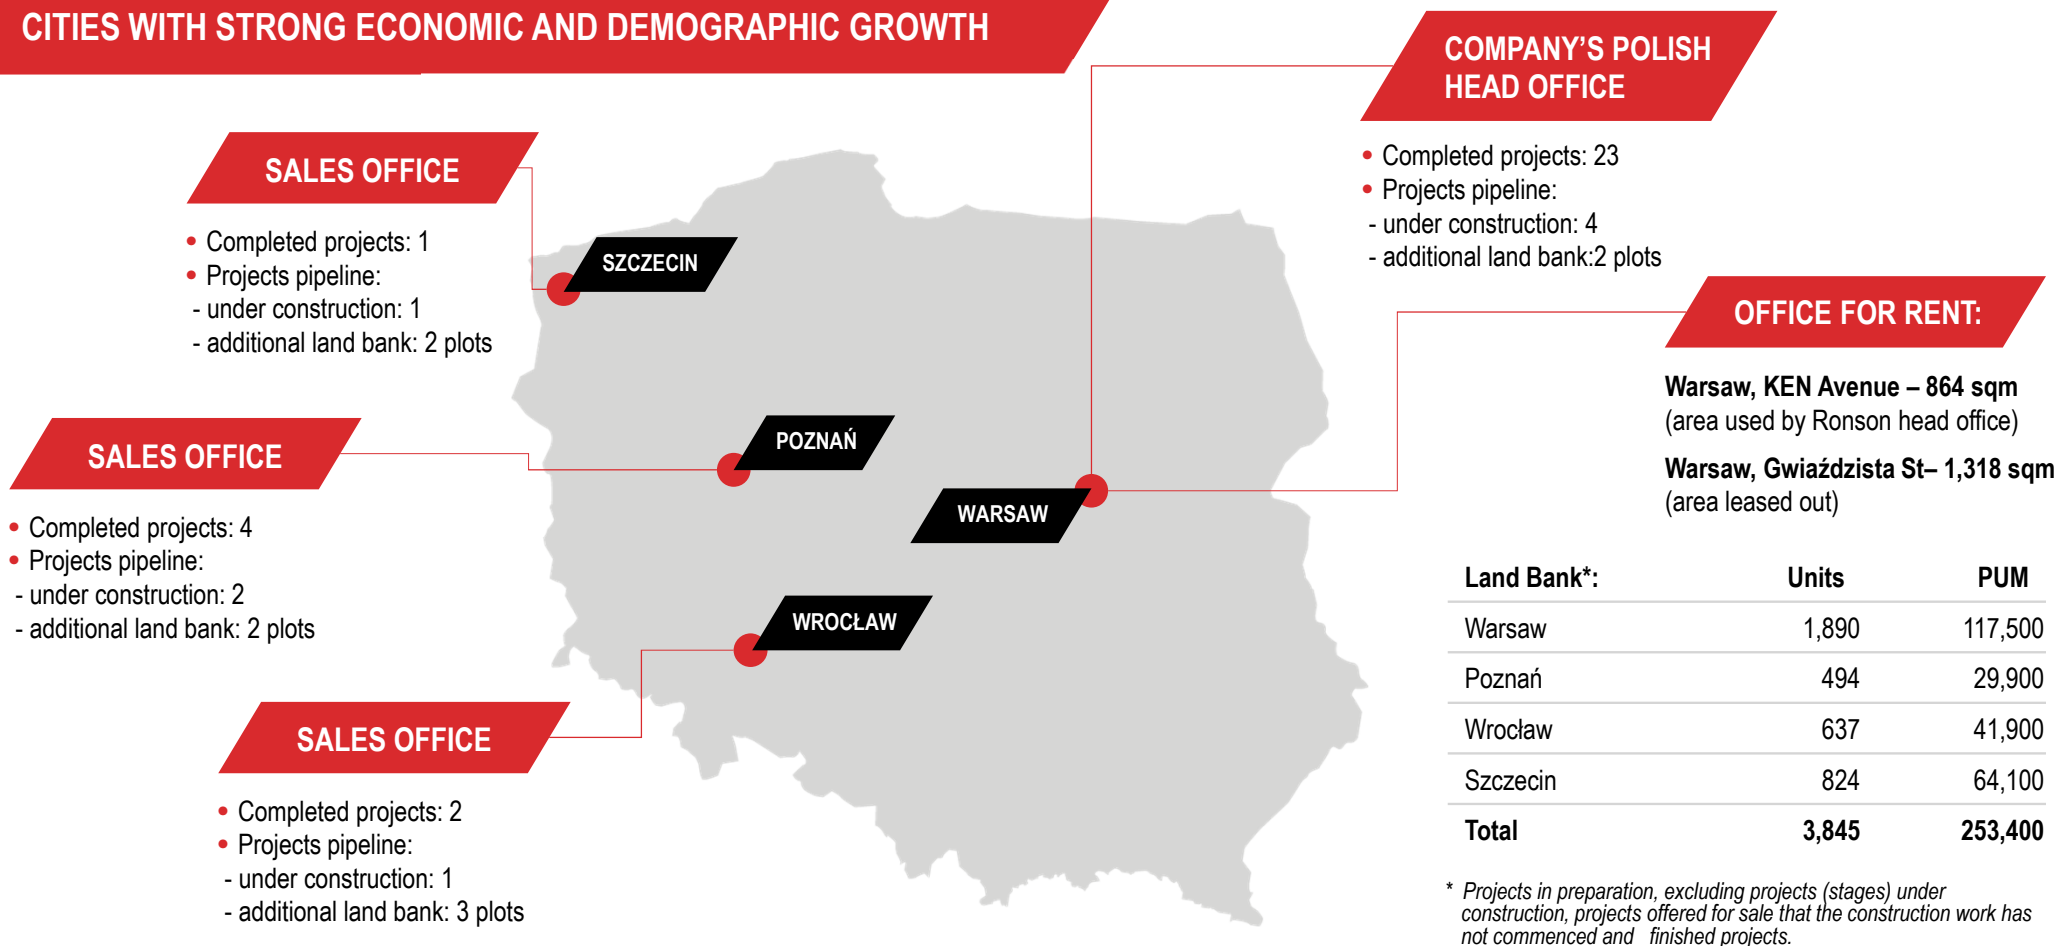 CITIES WITH STRONG ECONOMIC AND DEMOGRAPHIC GROWTH
COMPANY'S POLISH
HEAD OFFICE
• Completed projects: 23
• Projects pipeline:
- under construction: 4
- additional land bank:2 plots
SALES OFFICE
• Completed projects: 1
• Projects pipeline:
- under construction: 1
- additional land bank: 2 plots
SZCZECIN
OFFICE FOR RENT:
Warsaw, KEN Avenue – 864 sqm
(area used by Ronson head office)
Warsaw, Gwiaździsta St– 1,318 sqm
(area leased out)
SALES OFFICE
• Completed projects: 4
• Projects pipeline:
- under construction: 2
- additional land bank: 2 plots
POZNAŃ
WARSAW
WROCŁAW
SALES OFFICE
• Completed projects: 2
• Projects pipeline:
- under construction: 1
- additional land bank: 3 plots
Land Bank*: Units PUM
Warsaw 1,890 117,500
Poznań 494 29,900
Wrocław 637 41,900
Szczecin 824 64,100
Total 3,845 253,400
* Projects in preparation, excluding projects (stages) under
construction, projects offered for sale that the construction work has
not commenced and finished projects.